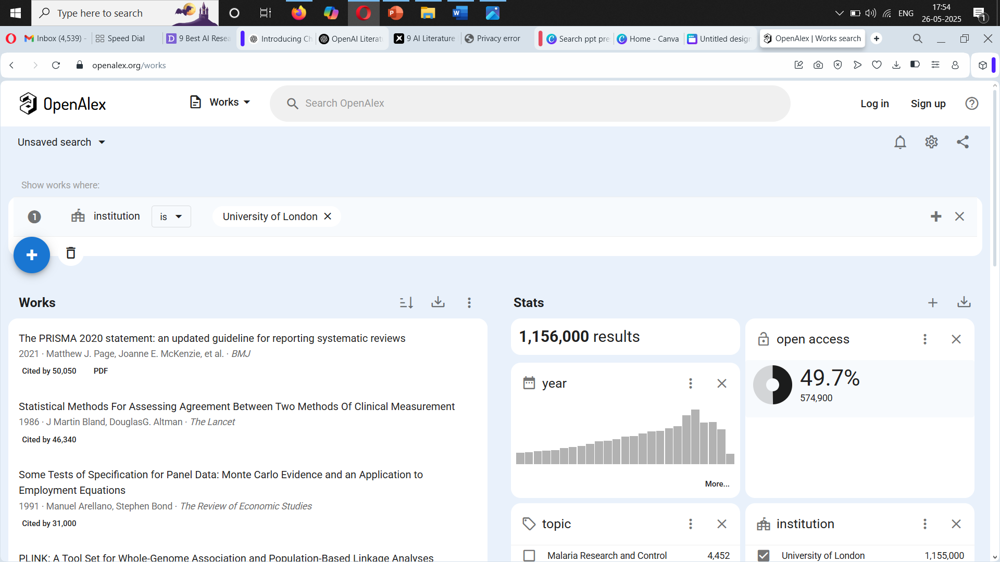 Type here to search
ENG
17:54
26-05-2025
1
Inbox (4,539) -
Speed Dial
9 Best AI Resea
Introducing Ch
OpenAI Literatu
9 AI Literature
Privacy error
Search ppt pre
Home - Canva
Untitled design
OpenAlex | Works search
openalex.org/works
OpenAlex
Works
Search OpenAlex
Log in
Sign up
Unsaved search
Show works where:
1
institution
is
University of London
Works
Stats
The PRISMA 2020 statement: an updated guideline for reporting systematic reviews
2021 · Matthew J. Page, Joanne E. McKenzie, et al. · BMJ
Cited by 50,050 PDF
Statistical Methods For Assessing Agreement Between Two Methods Of Clinical Measurement
1986 · J Martin Bland, DouglasG. Altman · The Lancet
Cited by 46,340
Some Tests of Specification for Panel Data: Monte Carlo Evidence and an Application to
Employment Equations
1991 · Manuel Arellano, Stephen Bond · The Review of Economic Studies
Cited by 31,000
PLINK: A Tool Set for Whole-Genome Association and Population-Based Linkage Analyses
1,156,000 results
year
More...
open access
49.7%
574,900
topic
Malaria Research and Control 4,452
institution
University of London 1,155,000